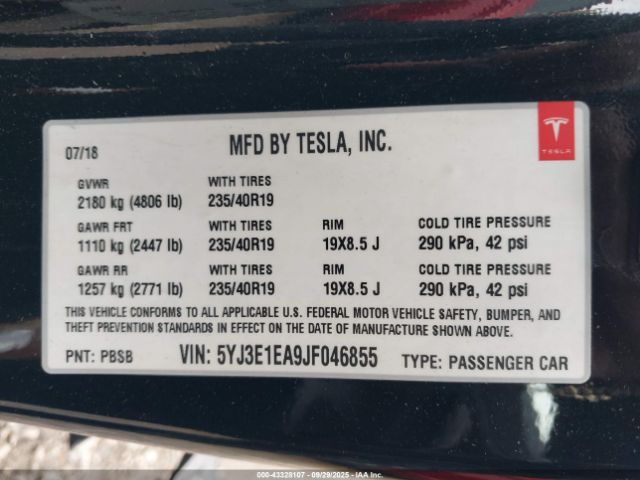 07/18
MFD BY TESLA, INC.
TESLA
GVWR WITH TIRES
2180 kg (4806 lb) 235/40R19
GAWR FRT WITH TIRES RIM COLD TIRE PRESSURE
1110 kg (2447 lb) 235/40R19 19X8.5 J 290 kPa, 42 psi
GAWR RR WITH TIRES RIM COLD TIRE PRESSURE
1257 kg (2771 lb) 235/40R19 19X8.5 J 290 kPa, 42 psi
THIS VEHICLE CONFORMS TO ALL APPLICABLE U.S. FEDERAL MOTOR VEHICLE SAFETY, BUMPER, AND
THEFT PREVENTION STANDARDS IN EFFECT ON THE DATE OF MANUFACTURE SHOWN ABOVE.
PNT: PBSB VIN: 5YJ3E1EA9JF046855 TYPE: PASSENGER CAR
000-43328107 - 09/29/2025 - IAAI, Inc.